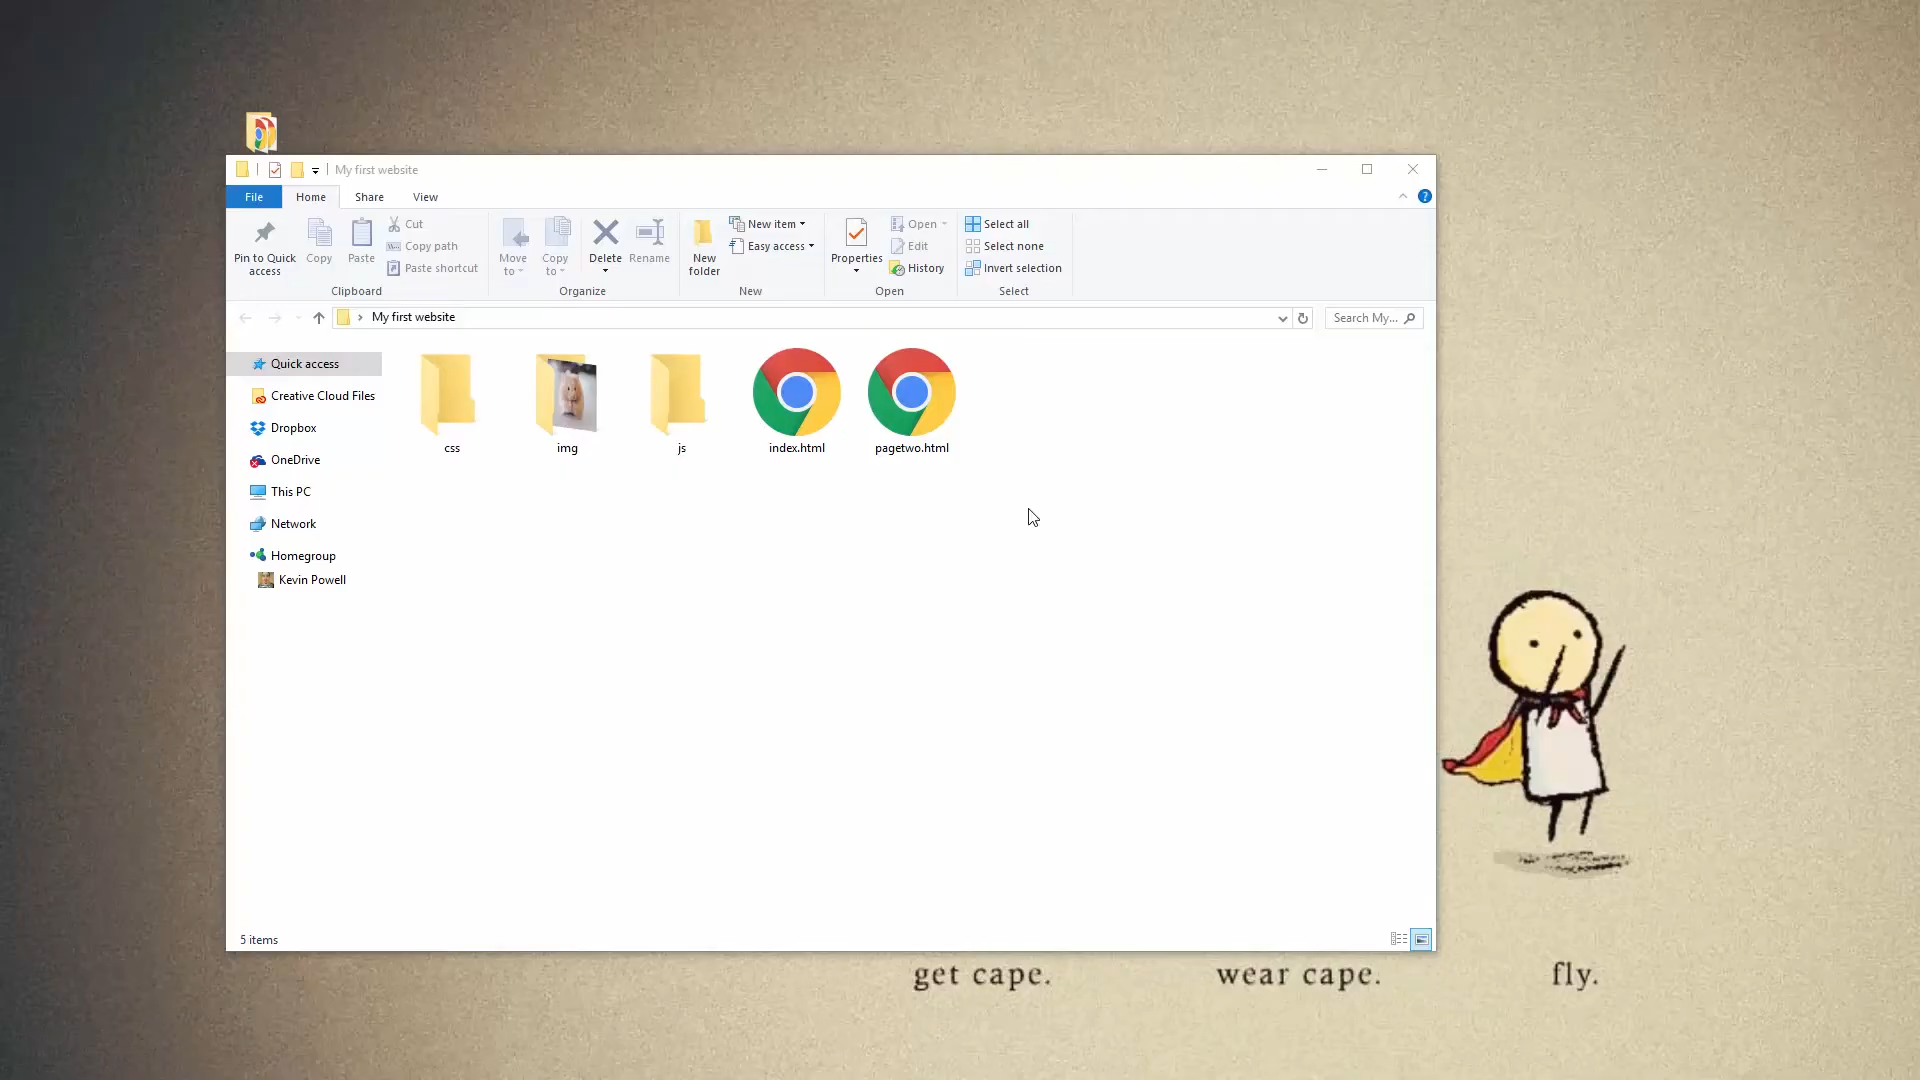 My first website
File Home Share View
Pin to Quick access
Copy
Paste
Cut
Copy path
Paste shortcut
Clipboard
Move to
Copy to
Delete
Rename
Organize
New folder
New item
Easy access
New
Properties
Open
Edit
History
Open
Select all
Select none
Invert selection
Select
My first website
Search My...
Quick access
Creative Cloud Files
Dropbox
OneDrive
This PC
Network
Homegroup
Kevin Powell
css
img
js
index.html
pagetwo.html
5 items
get cape. wear cape. fly.